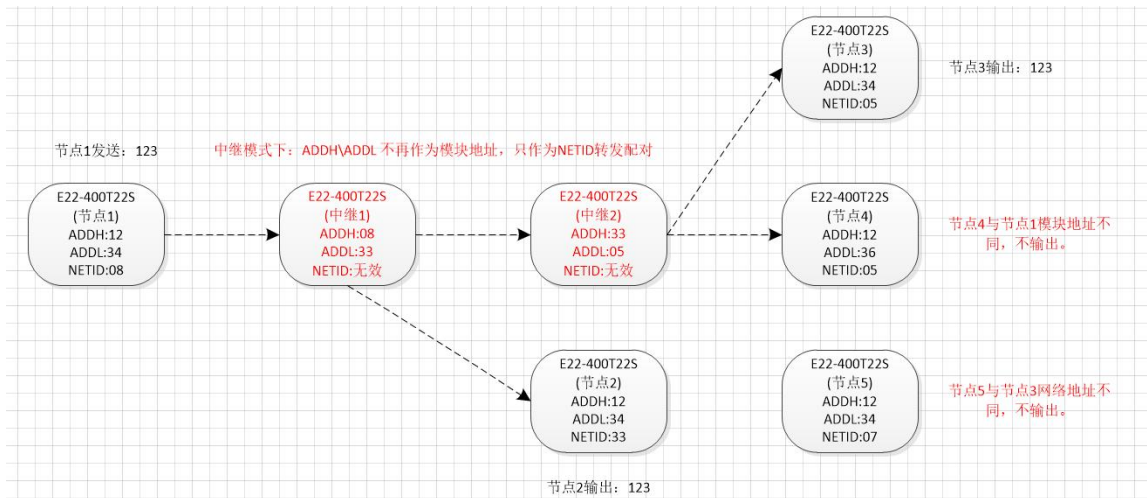 E22-400T22S
(节点3)
ADDH:12
ADDL:34
NETID:05
节点3输出：123
节点1发送：123
中继模式下：ADDH\ADDL 不再作为模块地址，只作为NETID转发配对
E22-400T22S
(节点1)
ADDH:12
ADDL:34
NETID:08
E22-400T22S
(中继1)
ADDH:08
ADDL:33
NETID:无效
E22-400T22S
(中继2)
ADDH:33
ADDL:05
NETID:无效
E22-400T22S
(节点4)
ADDH:12
ADDL:36
NETID:05
节点4与节点1模块地址不
同，不输出。
E22-400T22S
(节点2)
ADDH:12
ADDL:34
NETID:33
E22-400T22S
(节点5)
ADDH:12
ADDL:34
NETID:07
节点5与节点3网络地址不
同，不输出。
节点2输出：123